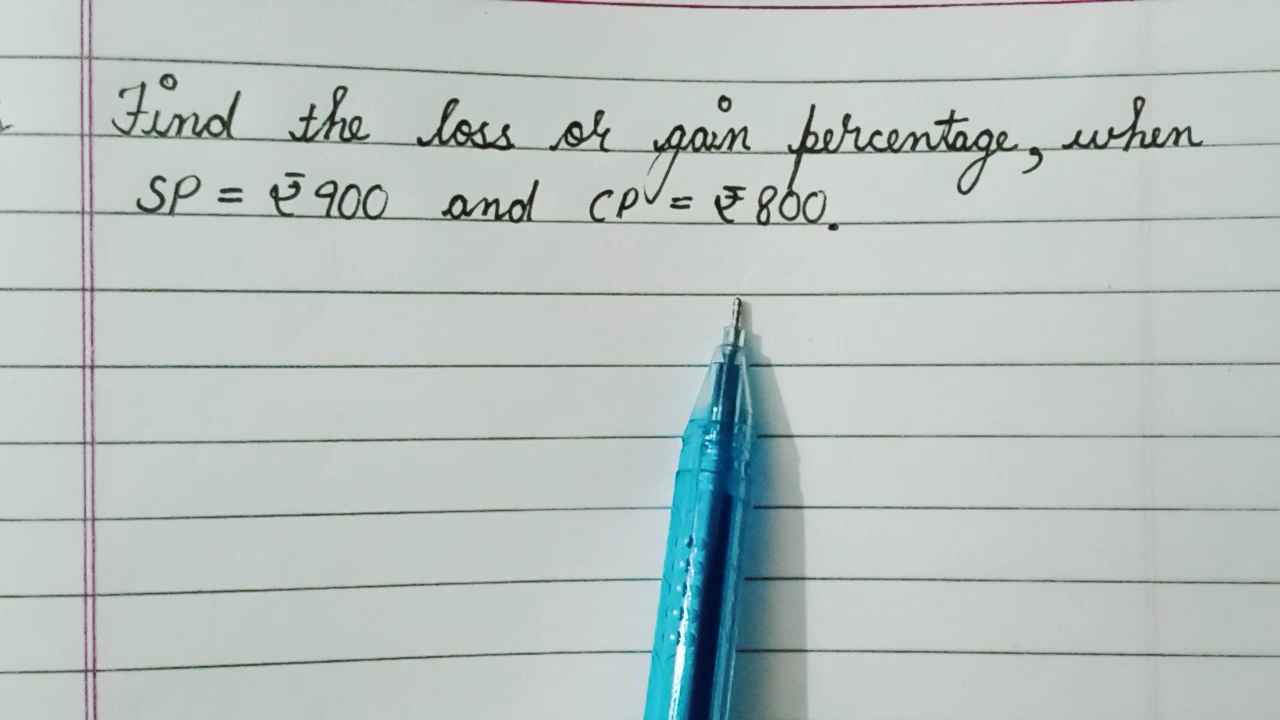 Find the loss or gain percentage, when
SP = ₹900 and CP = ₹800.